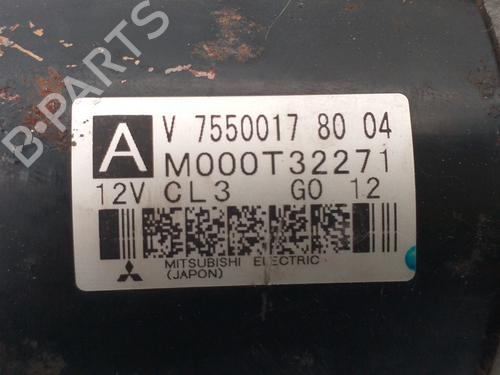 A
V 7550017 80 04
M000T32271
12V CL3 G0 12
MITSUBISHI ELECTRIC
(JAPON)
B-PARTS